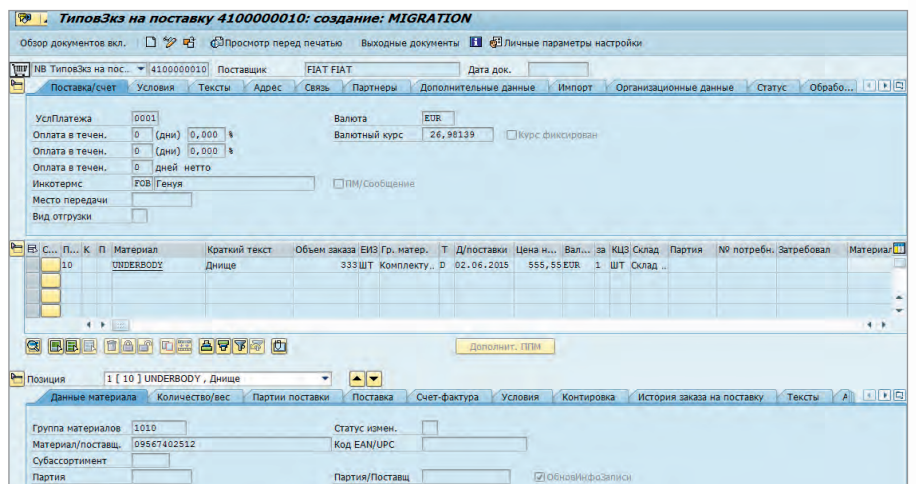 ТиповЗкз на поставку 4100000010: создание: MIGRATION
Обзор документов вкл. Просмотр перед печатью Выходные документы Личные параметры настройки
NB ТиповЗкз на пос... 4100000010 Поставщик FIAT FIAT Дата док.
Поставка/счет Условия Тексты Адрес Связь Партнеры Дополнительные данные Импорт Организационные данные Статус Обрабо...
УслПлатежа 0001 Валюта EUR
Оплата в течен. 0 (дни) 0,000 % Валютный курс 26,98139 Курс фиксирован
Оплата в течен. 0 (дни) 0,000 %
Оплата в течен. 0 дней нетто
Инкотермс FOB Генуя ПМ/Сообщение
Место передачи
Вид отгрузки
С... П... К П Материал Краткий текст Объем заказа ЕИЗ Гр. матер. Т Д/поставки Цена н... Вал... за КЦЗ Склад Партия № потребн. Затребовал Материал
10 UNDERBODY Днище 333 ШТ Комплекту.. D 02.06.2015 555,55 EUR 1 ШТ Склад ..
Дополнит. ППМ
Позиция 1 [ 10 ] UNDERBODY , Днище
Данные материала Количество/вес Партии поставки Поставка Счет-фактура Условия Контировка История заказа на поставку Тексты А
Группа материалов 1010 Статус измен.
Материал/поставщ. 09567402512 Код EAN/UPC
Субассортимент
Партия Партия/Поставщ ОбновИнфоЗаписи